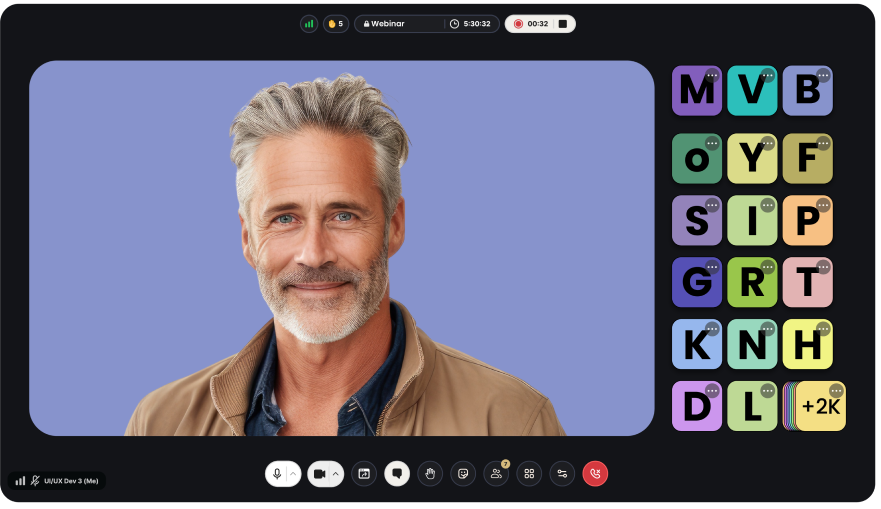 5 Webinar 5:30:32 00:32
M V B
o Y F
S I P
G R T
K N H
D L +2K
7
UI/UX Dev 3 (Me)